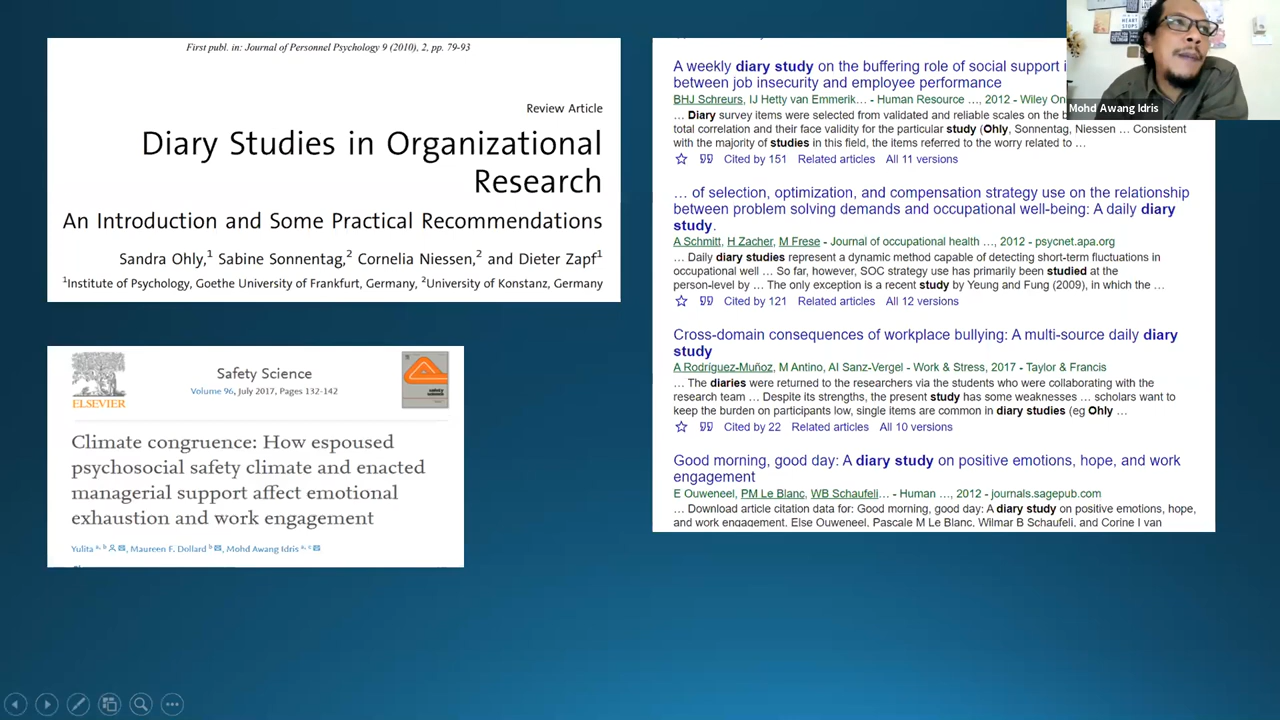 First publ. in: Journal of Personnel Psychology 9 (2010), 2, pp. 79-93
Review Article
Diary Studies in Organizational
Research
An Introduction and Some Practical Recommendations
Sandra Ohly,1 Sabine Sonnentag,2 Cornelia Niessen,2 and Dieter Zapf1
1Institute of Psychology, Goethe University of Frankfurt, Germany, 2University of Konstanz, Germany
ELSEVIER
Safety Science
Volume 96, July 2017, Pages 132-142
Climate congruence: How espoused
psychosocial safety climate and enacted
managerial support affect emotional
exhaustion and work engagement
Yulita a, b, Maureen F. Dollard b, Mohd Awang Idris a, c
A weekly diary study on the buffering role of social support i
between job insecurity and employee performance
BHJ Schreurs, IJ Hetty van Emmerik… - Human Resource …, 2012 - Wiley On
… Diary survey items were selected from validated and reliable scales on the b
total correlation and their face validity for the particular study (Ohly, Sonnentag, Niessen … Consistent
with the majority of studies in this field, the items referred to the worry related to …
Cited by 151 Related articles All 11 versions
… of selection, optimization, and compensation strategy use on the relationship
between problem solving demands and occupational well-being: A daily diary
study.
A Schmitt, H Zacher, M Frese - Journal of occupational health …, 2012 - psycnet.apa.org
… Daily diary studies represent a dynamic method capable of detecting short-term fluctuations in
occupational well … So far, however, SOC strategy use has primarily been studied at the
person-level by … The only exception is a recent study by Yeung and Fung (2009), in which the …
Cited by 121 Related articles All 12 versions
Cross-domain consequences of workplace bullying: A multi-source daily diary
study
A Rodríguez-Muñoz, M Antino, AI Sanz-Vergel - Work & Stress, 2017 - Taylor & Francis
… The diaries were returned to the researchers via the students who were collaborating with the
research team … Despite its strengths, the present study has some weaknesses … scholars want to
keep the burden on participants low, single items are common in diary studies (eg Ohly …
Cited by 22 Related articles All 10 versions
Good morning, good day: A diary study on positive emotions, hope, and work
engagement
E Ouweneel, PM Le Blanc, WB Schaufeli… - Human …, 2012 - journals.sagepub.com
… Download article citation data for: Good morning, good day: A diary study on positive emotions, hope,
and work engagement. Else Ouweneel, Pascale M Le Blanc, Wilmar B Schaufeli, and Corine I van
Mohd Awang Idris